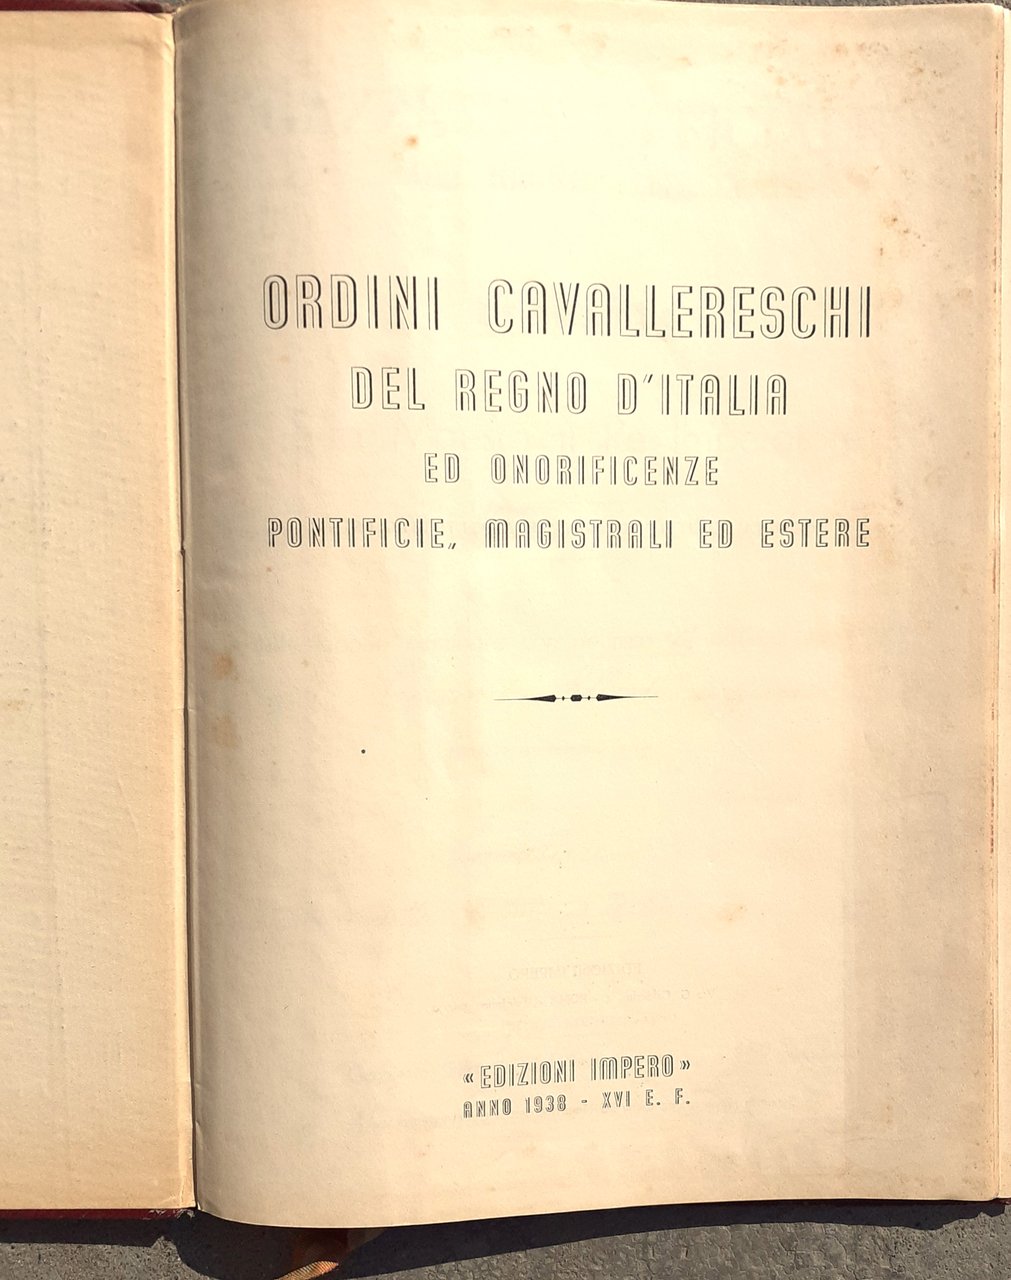 ORDINI CAVALLERESCHI
DEL REGNO D'ITALIA
ED ONORIFICENZE
PONTIFICIE, MAGISTRALI ED ESTERE
« EDIZIONI IMPERO »
ANNO 1938 - XVI E. F.